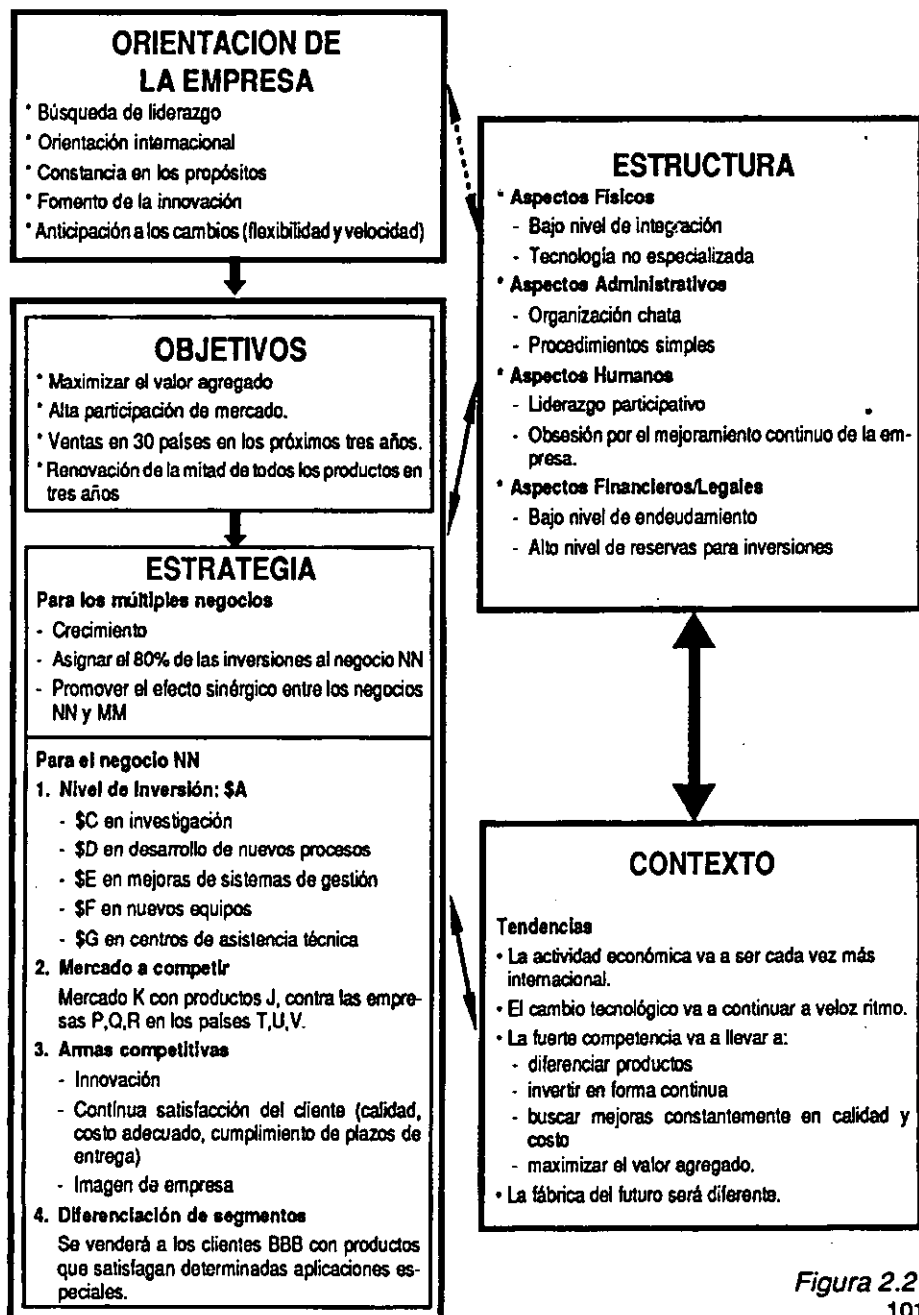 ORIENTACION DE
LA EMPRESA
* Búsqueda de liderazgo
* Orientación internacional
* Constancia en los propósitos
* Fomento de la innovación
* Anticipación a los cambios (flexibilidad y velocidad)
OBJETIVOS
* Maximizar el valor agregado
* Alta participación de mercado.
* Ventas en 30 países en los próximos tres años.
* Renovación de la mitad de todos los productos en
tres años
ESTRATEGIA
Para los múltiples negocios
- Crecimiento
- Asignar el 80% de las inversiones al negocio NN
- Promover el efecto sinérgico entre los negocios
NN y MM
Para el negocio NN
1. Nivel de Inversión: $A
- $C en investigación
- $D en desarrollo de nuevos procesos
- $E en mejoras de sistemas de gestión
- $F en nuevos equipos
- $G en centros de asistencia técnica
2. Mercado a competir
Mercado K con productos J, contra las empre-
sas P,Q,R en los países T,U,V.
3. Armas competitivas
- Innovación
- Contínua satisfacción del cliente (calidad,
costo adecuado, cumplimiento de plazos de
entrega)
- Imagen de empresa
4. Diferenciación de segmentos
Se venderá a los clientes BBB con productos
que satisfagan determinadas aplicaciones es-
peciales.
ESTRUCTURA
* Aspectos Físicos
- Bajo nivel de integración
- Tecnología no especializada
* Aspectos Administrativos
- Organización chata
- Procedimientos simples
* Aspectos Humanos
- Liderazgo participativo
- Obsesión por el mejoramiento continuo de la em-
presa.
* Aspectos Financieros/Legales
- Bajo nivel de endeudamiento
- Alto nivel de reservas para inversiones
CONTEXTO
Tendencias
• La actividad económica va a ser cada vez más
internacional.
• El cambio tecnológico va a continuar a veloz ritmo.
• La fuerte competencia va a llevar a:
- diferenciar productos
- invertir en forma continua
- buscar mejoras constantemente en calidad y
costo
- maximizar el valor agregado.
• La fábrica del futuro será diferente.
Figura 2.2